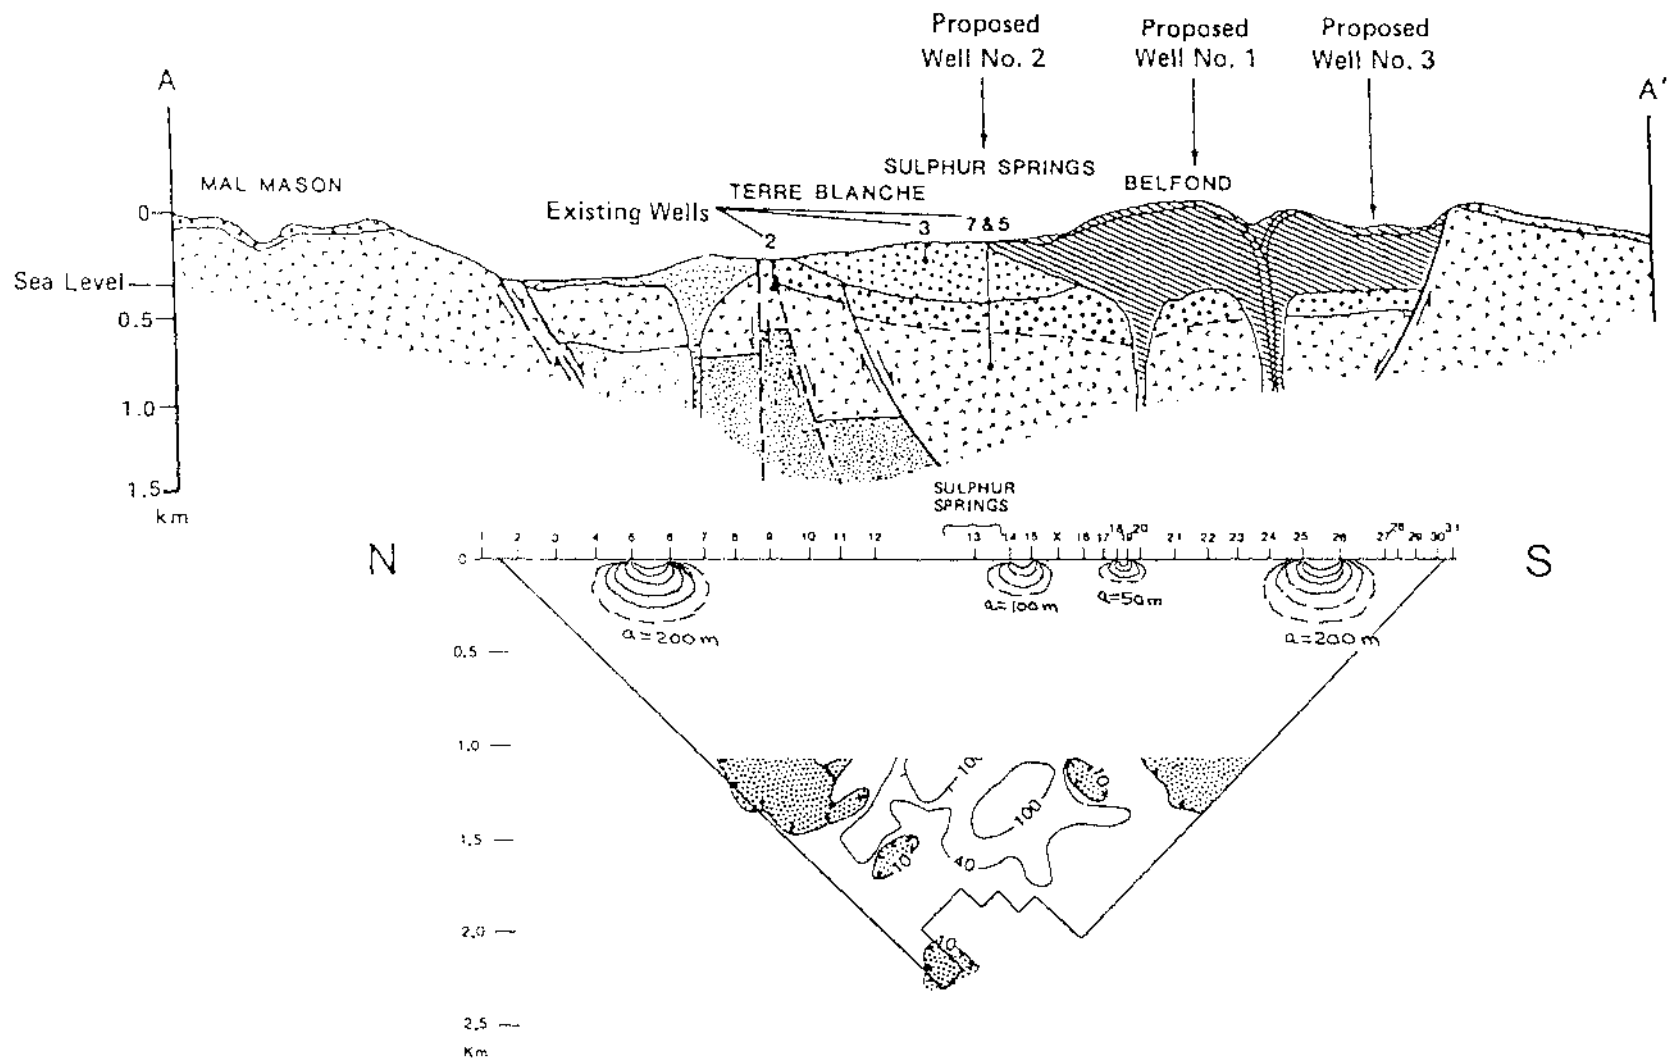 Proposed
Well No. 2
Proposed
Well No. 1
Proposed
Well No. 3
A
A'
MAL MASON
SULPHUR SPRINGS
TERRE BLANCHE
BELFOND
Existing Wells
2
3
7 & 5
0
Sea Level
0.5
1.0
1.5
km
SULPHUR
SPRINGS
N
S
1 2 3 4 5 6 7 8 9 10 11 12 13 14 15 X 16 17 18 19 20 21 22 23 24 25 26 27 28 29 30 31
0
a=200m
a=100m
a=50m
a=200m
0.5
1.0
100
10
100
1.5
10
40
2.0
10
2.5
Km